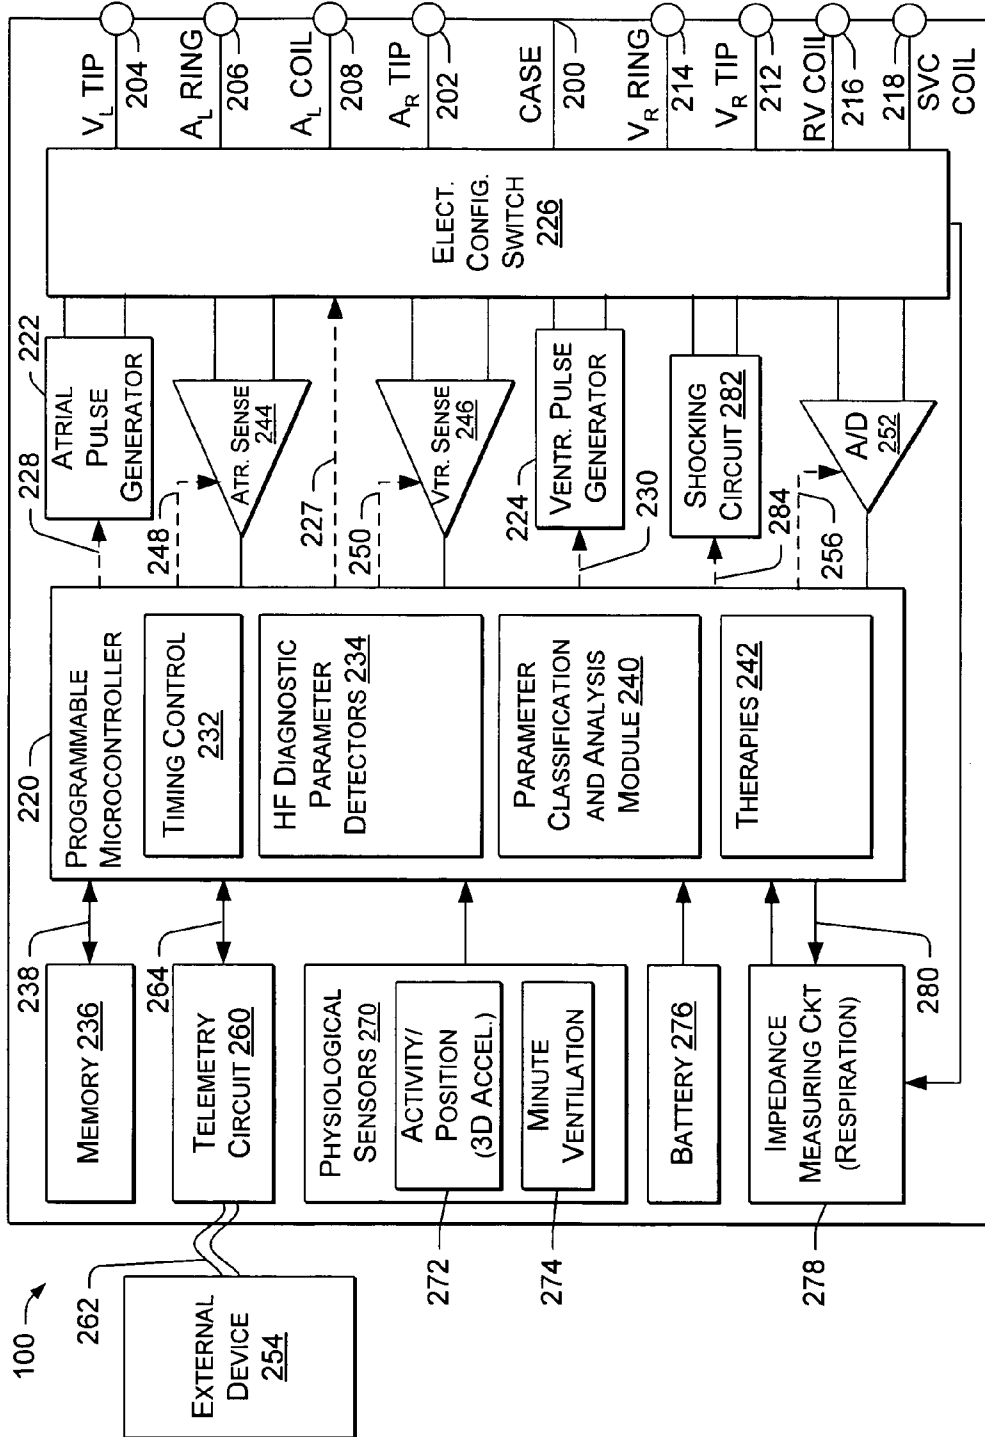 100
EXTERNAL
DEVICE
254
262
MEMORY 236
238
TELEMETRY
CIRCUIT 260
264
PHYSIOLOGICAL
SENSORS 270
ACTIVITY/
POSITION
(3D ACCEL.)
272
MINUTE
VENTILATION
274
BATTERY 276
IMPEDANCE
MEASURING CKT
(RESPIRATION)
278
280
220
PROGRAMMABLE
MICROCONTROLLER
TIMING CONTROL
232
HF DIAGNOSTIC
PARAMETER
DETECTORS 234
PARAMETER
CLASSIFICATION
AND ANALYSIS
MODULE 240
THERAPIES 242
228
222
ATRIAL
PULSE
GENERATOR
248
ATR. SENSE
244
227
250
VTR. SENSE
246
224
VENTR. PULSE
GENERATOR
230
SHOCKING
CIRCUIT 282
284
A/D
252
256
ELECT.
CONFIG.
SWITCH
226
VL TIP
204
AL RING
206
AL COIL
208
AR TIP
202
CASE
200
VR RING
214
VR TIP
212
RV COIL
216
218
SVC
COIL